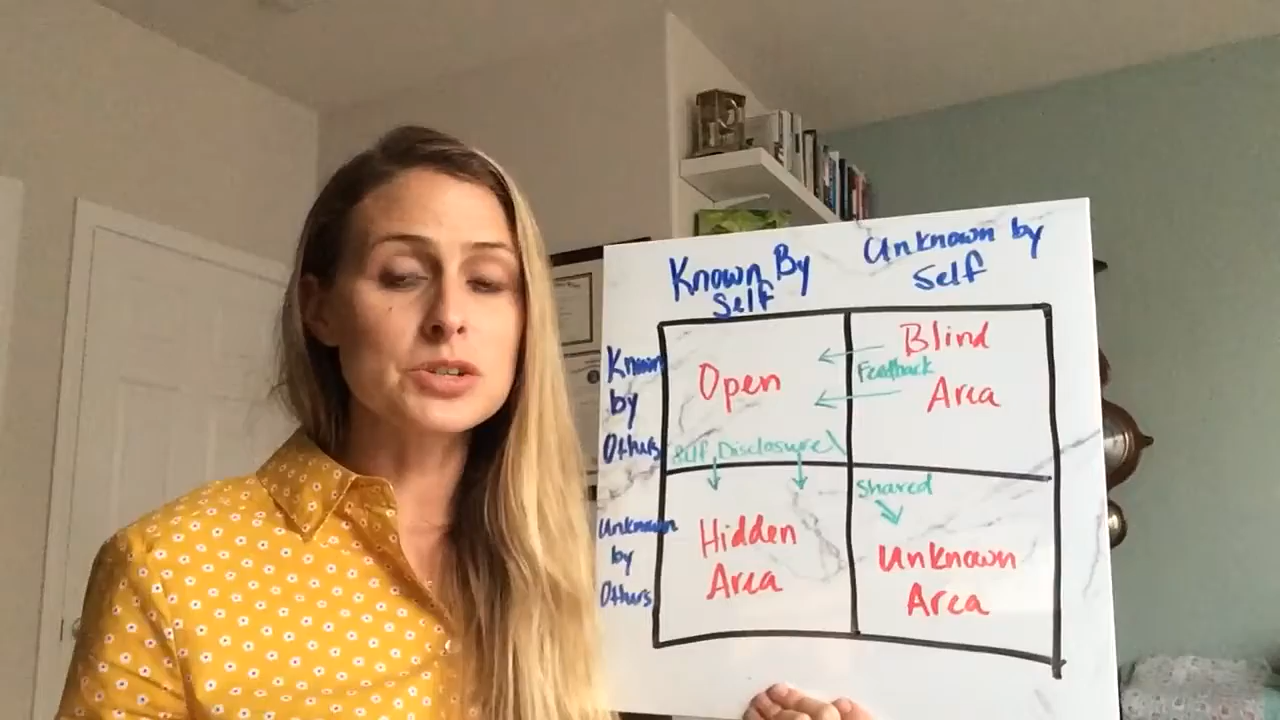 Known By
Self
Unknown by
Self
Known
by
Others
Open
Blind
Feedback
Area
Self Disclosure
Unknown
by
Others
Hidden
Area
Shared
Unknown
Area